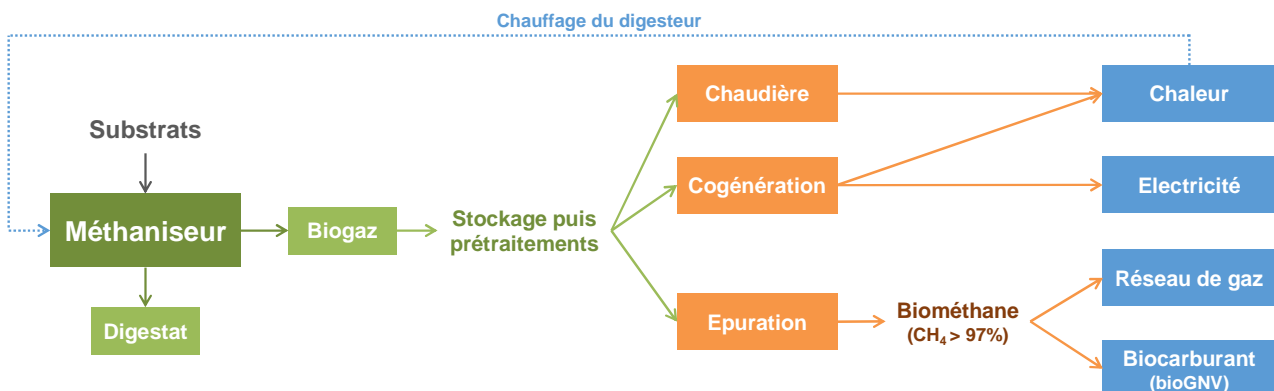 Chauffage du digesteur
Substrats
Méthaniseur
Digestat
Biogaz
Stockage puis
prétraitements
Chaudière
Cogénération
Epuration
Biométhane
(CH₄ > 97%)
Chaleur
Electricité
Réseau de gaz
Biocarburant
(bioGNV)